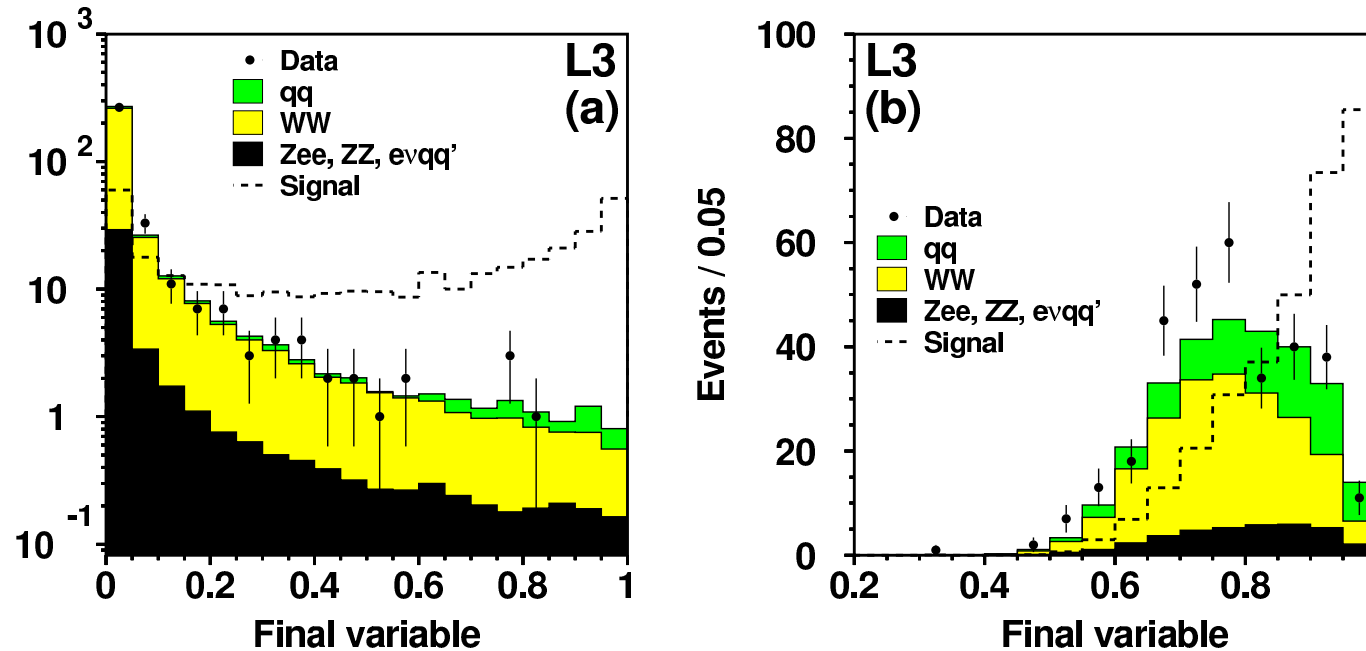 10 3
10 2
10
1
10 -1
0
0.2
0.4
0.6
0.8
1
Final variable
L3
(a)
Data
qq
WW
Zee, ZZ, eνqq’
Signal
Events / 0.05
100
80
60
40
20
0
0.2
0.4
0.6
0.8
Final variable
L3
(b)
Data
qq
WW
Zee, ZZ, eνqq’
Signal